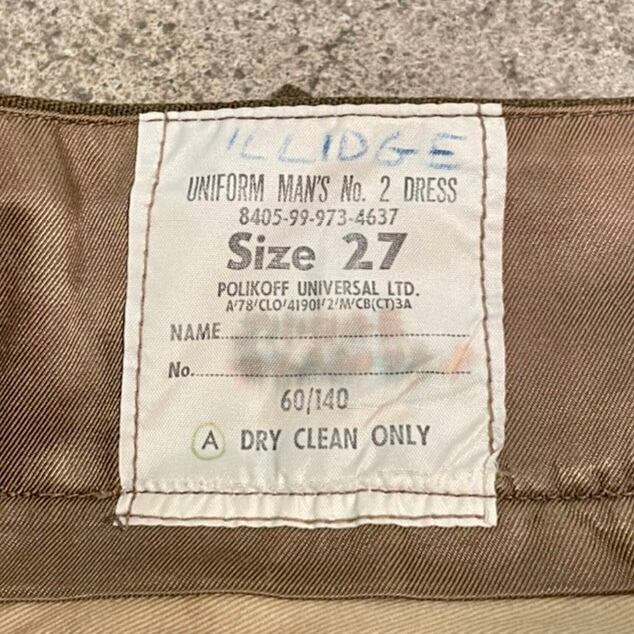 ILLIDGE
UNIFORM MAN'S No. 2 DRESS
8405-99-973-4637
Size 27
POLIKOFF UNIVERSAL LTD.
A/78/CLO/41901/2/M/CB(CT)3A
NAME
No.
60/140
A DRY CLEAN ONLY